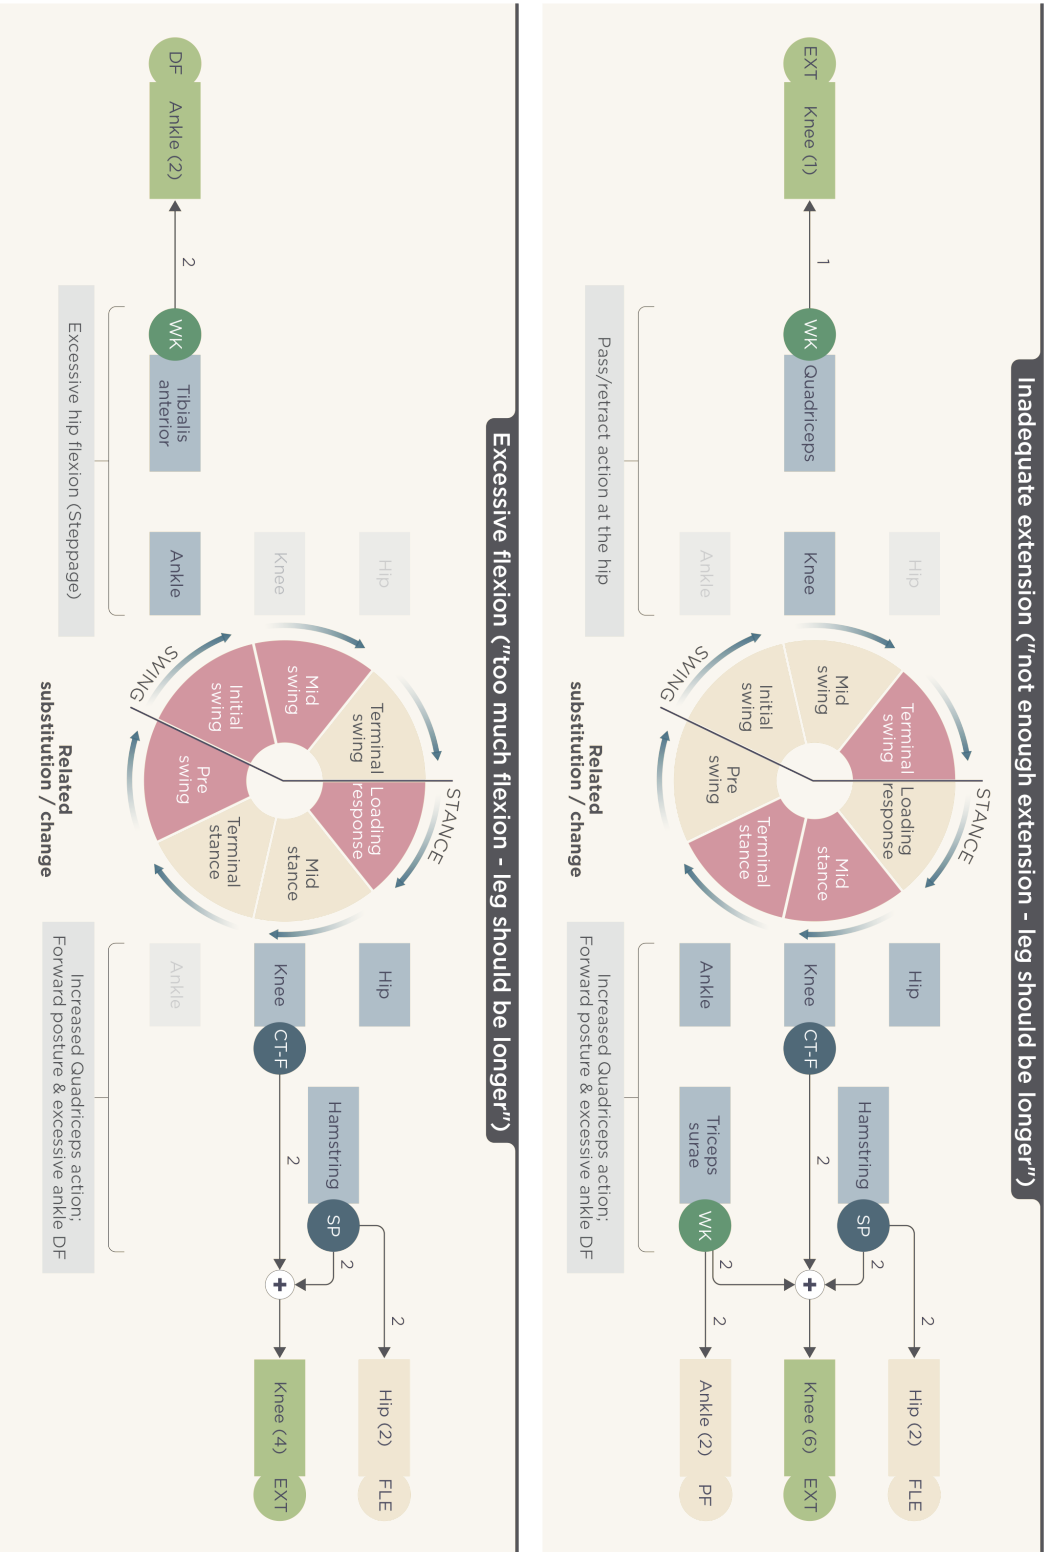 Inadequate extension ("not enough extension - leg should be longer")
EXT
Knee (1)
1
WK
Quadriceps
Hip
Knee
Ankle
Pass/retract action at the hip
SWING
STANCE
Mid
swing
Terminal
swing
Initial
swing
Pre
swing
Loading
response
Mid
stance
Terminal
stance
Related
substitution / change
Hip
Knee
Ankle
CT-F
Hamstring
SP
Triceps
surae
WK
2
2
2
2
2
+
Hip (2)
FLE
Knee (6)
EXT
Ankle (2)
PF
Increased Quadriceps action;
Forward posture & excessive ankle DF
Excessive flexion ("too much flexion - leg should be longer")
DF
Ankle (2)
2
WK
Tibialis
anterior
Hip
Knee
Ankle
Excessive hip flexion (Steppage)
SWING
STANCE
Mid
swing
Terminal
swing
Initial
swing
Pre
swing
Loading
response
Mid
stance
Terminal
stance
Related
substitution / change
Hip
Knee
Ankle
CT-F
Hamstring
SP
2
2
2
+
Hip (2)
FLE
Knee (4)
EXT
Increased Quadriceps action;
Forward posture & excessive ankle DF